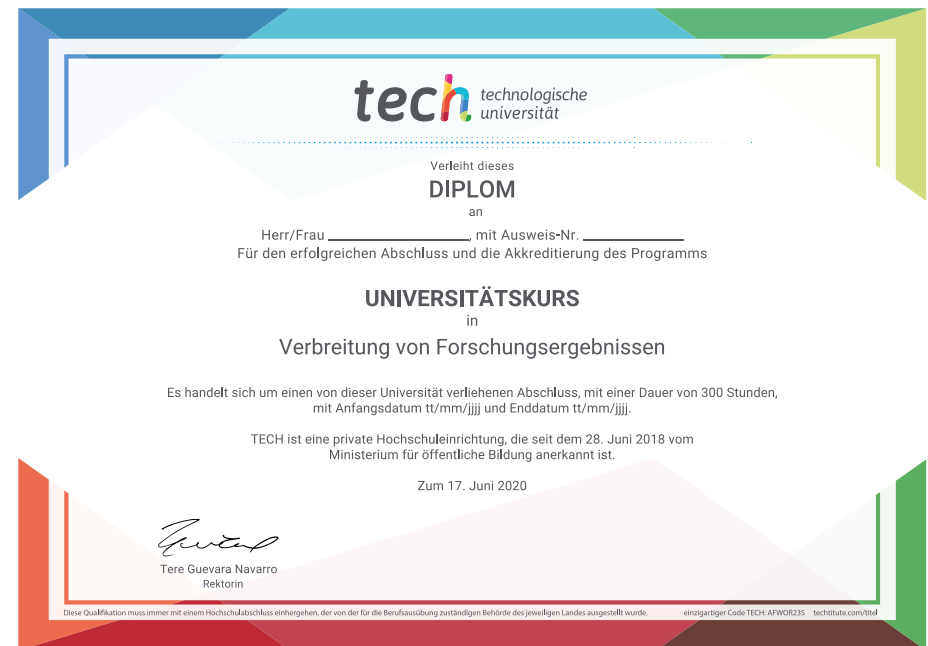 tech technologische
universität
Verleiht dieses
DIPLOM
an
Herr/Frau ____________________, mit Ausweis-Nr. ______________
Für den erfolgreichen Abschluss und die Akkreditierung des Programms
UNIVERSITÄTSKURS
in
Verbreitung von Forschungsergebnissen
Es handelt sich um einen von dieser Universität verliehenen Abschluss, mit einer Dauer von 300 Stunden,
mit Anfangsdatum tt/mm/jjjj und Enddatum tt/mm/jjjj.
TECH ist eine private Hochschuleinrichtung, die seit dem 28. Juni 2018 vom
Ministerium für öffentliche Bildung anerkannt ist.
Zum 17. Juni 2020
Tere Guevara Navarro
Rektorin
Diese Qualifikation muss immer mit einem Hochschulabschluss einhergehen, der von der für die Berufsausübung zuständigen Behörde des jeweiligen Landes ausgestellt wurde. einzigartiger Code TECH: AFWOR23S techtitute.com/titel